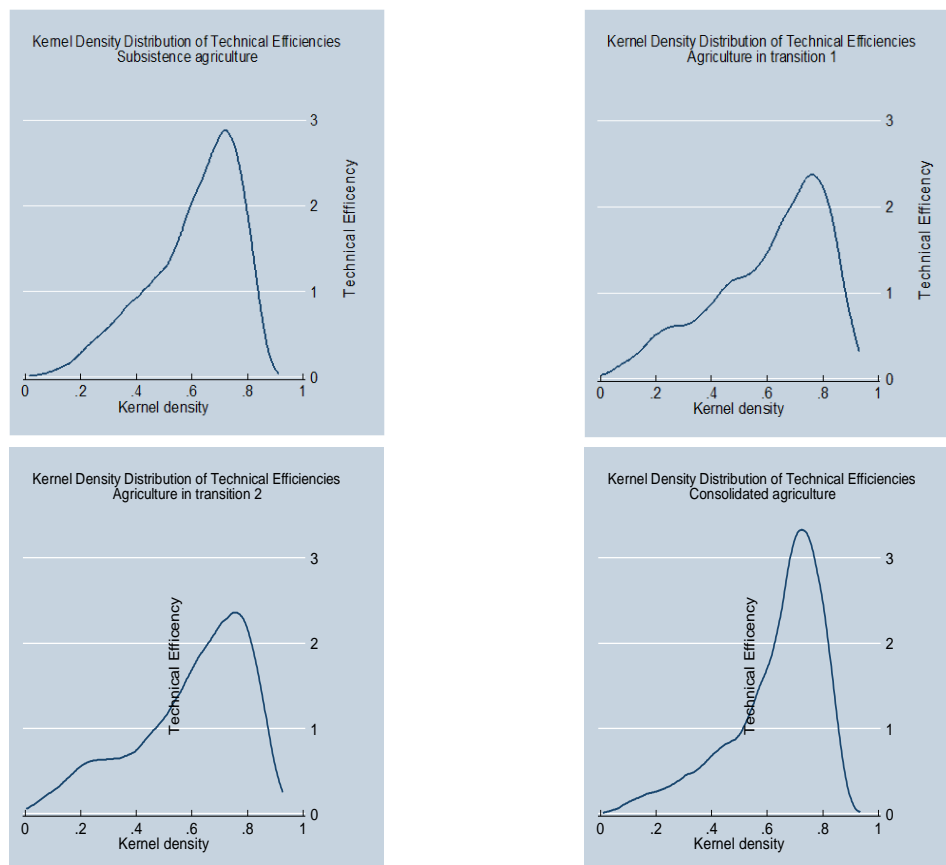 Kernel Density Distribution of Technical Efficiencies
Subsistence agriculture
3
2
1
0
Technical Efficency
0 .2 .4 .6 .8 1
Kernel density
Kernel Density Distribution of Technical Efficiencies
Agriculture in transition 1
3
2
1
0
Technical Efficency
0 .2 .4 .6 .8 1
Kernel density
Kernel Density Distribution of Technical Efficiencies
Agriculture in transition 2
3
2
1
0
Technical Efficency
0 .2 .4 .6 .8 1
Kernel density
Kernel Density Distribution of Technical Efficiencies
Consolidated agriculture
3
2
1
0
Technical Efficency
0 .2 .4 .6 .8 1
Kernel density